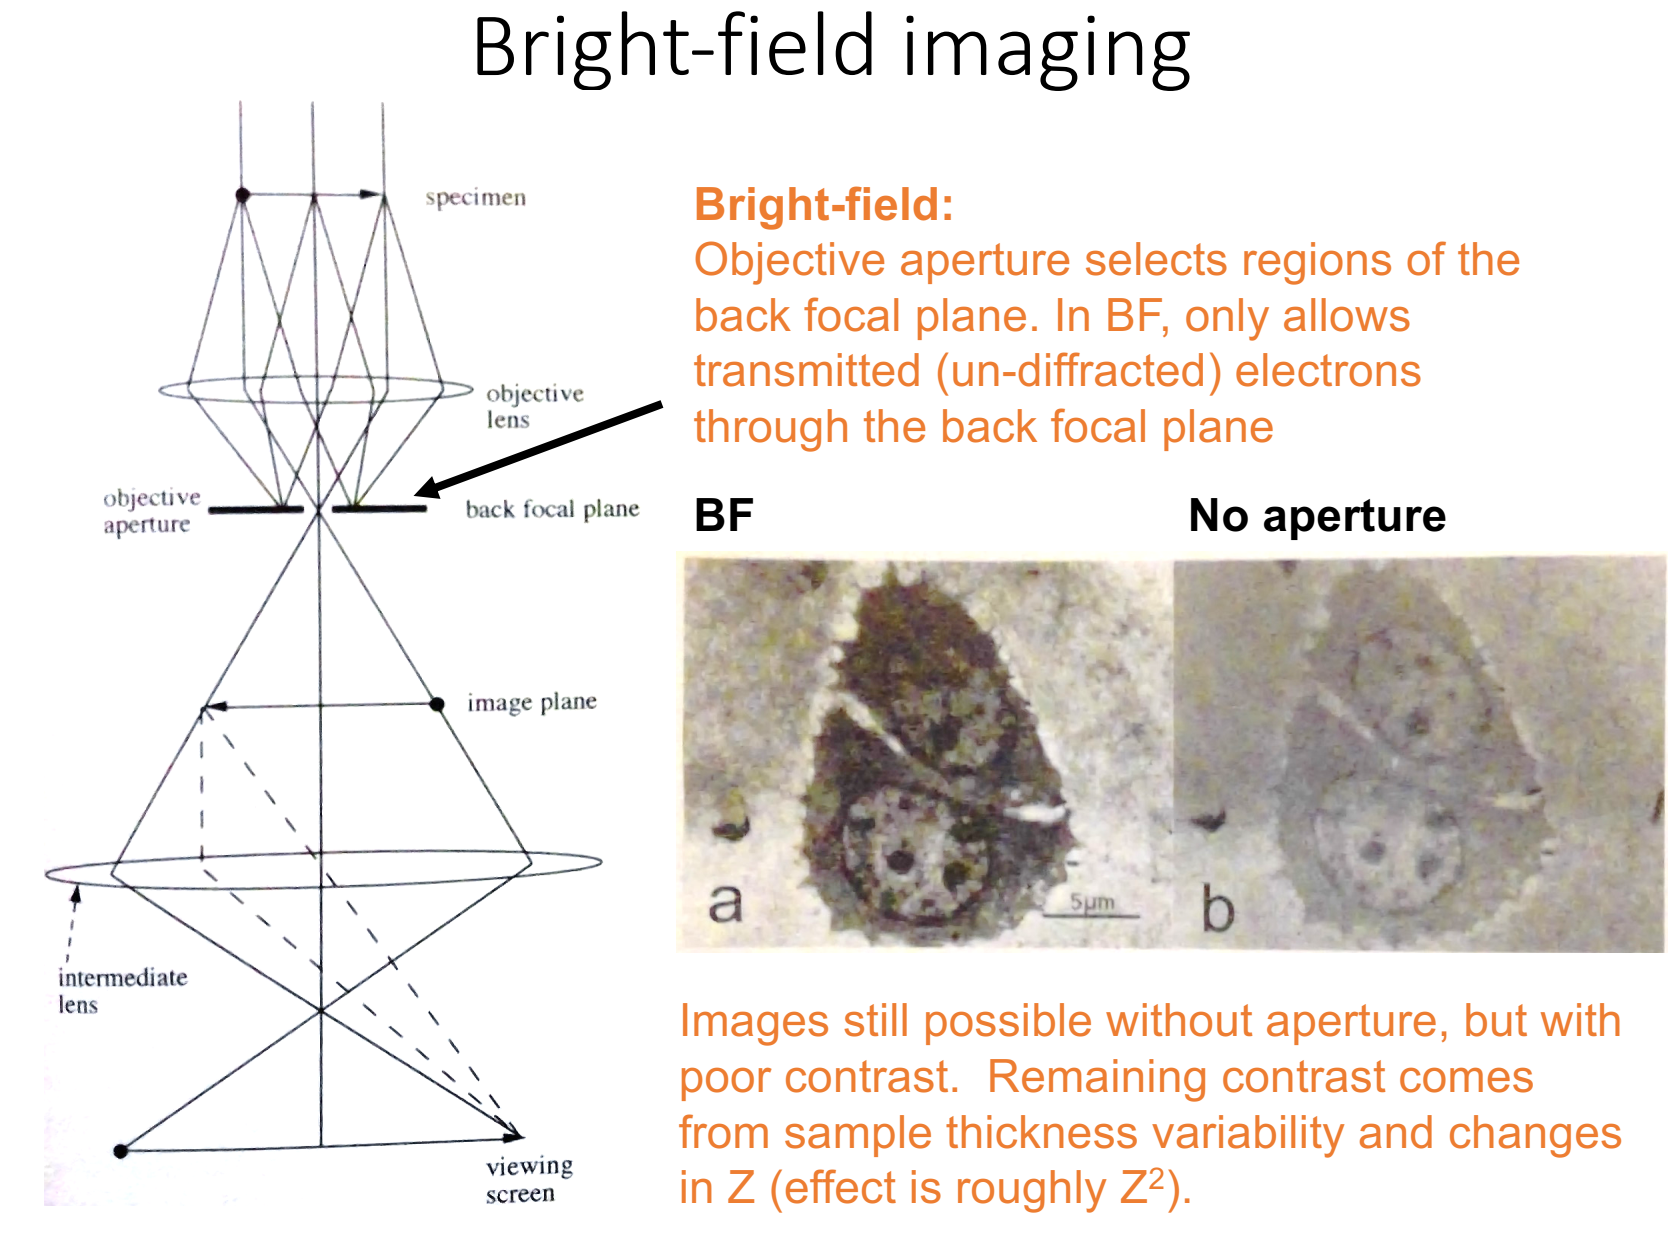 Bright-field imaging
specimen
objective
lens
objective
aperture
back focal plane
image plane
intermediate
lens
viewing
screen
Bright-field:
Objective aperture selects regions of the
back focal plane. In BF, only allows
transmitted (un-diffracted) electrons
through the back focal plane
BF
No aperture
a
5µm
b
Images still possible without aperture, but with
poor contrast.  Remaining contrast comes
from sample thickness variability and changes
in Z (effect is roughly Z²).